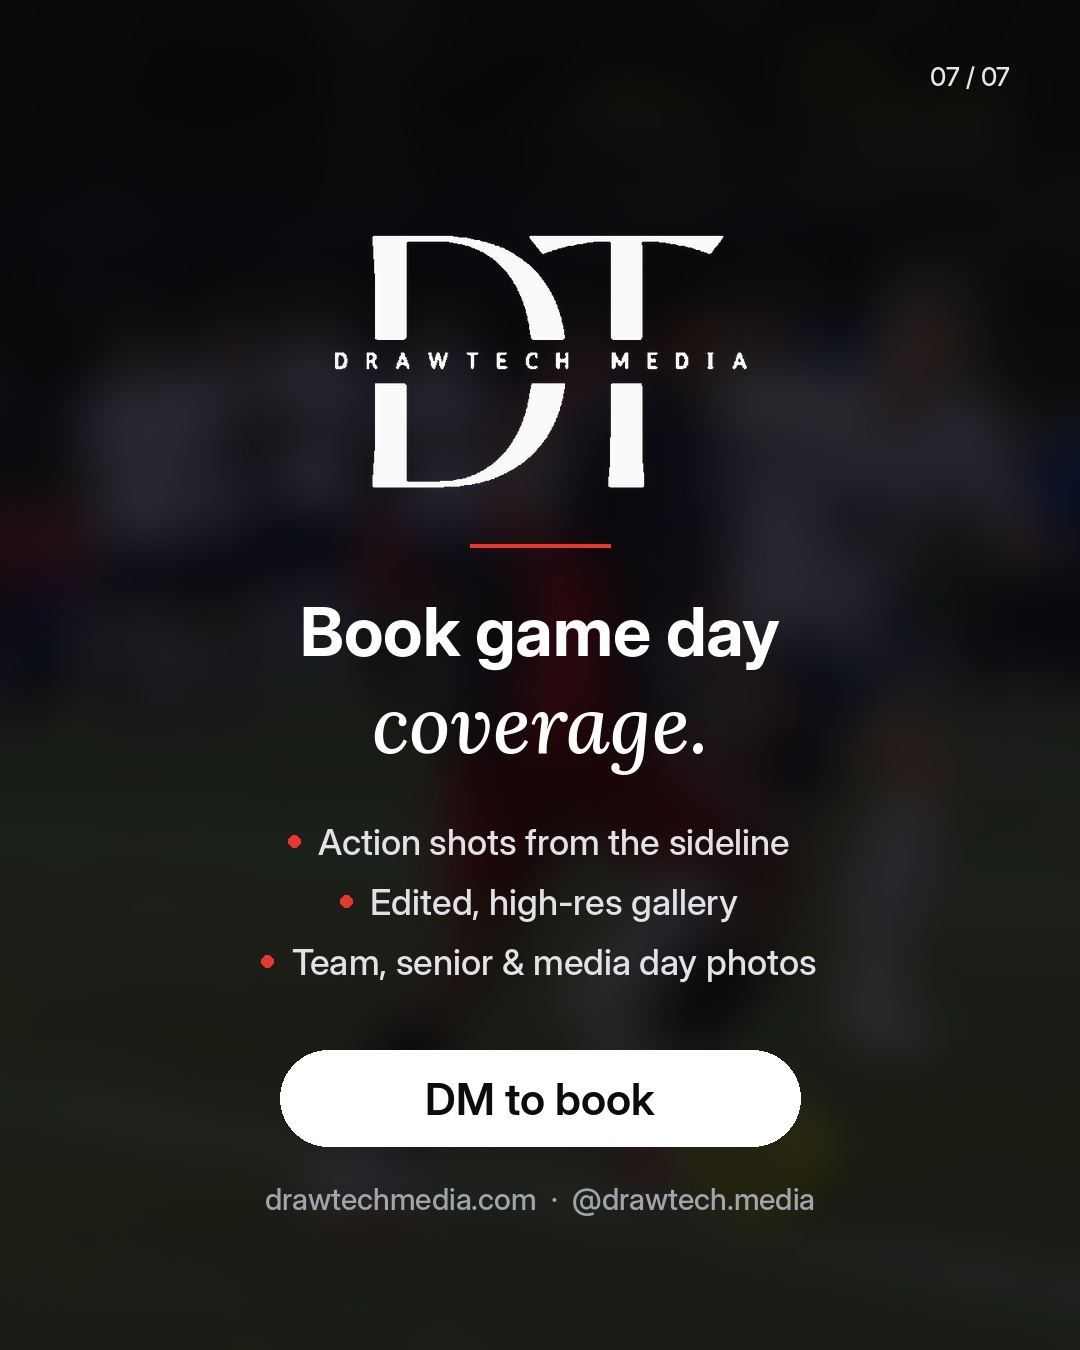 07 / 07
DT
DRAWTECH MEDIA
Book game day
coverage.
• Action shots from the sideline
• Edited, high-res gallery
• Team, senior & media day photos
DM to book
drawtechmedia.com · @drawtech.media